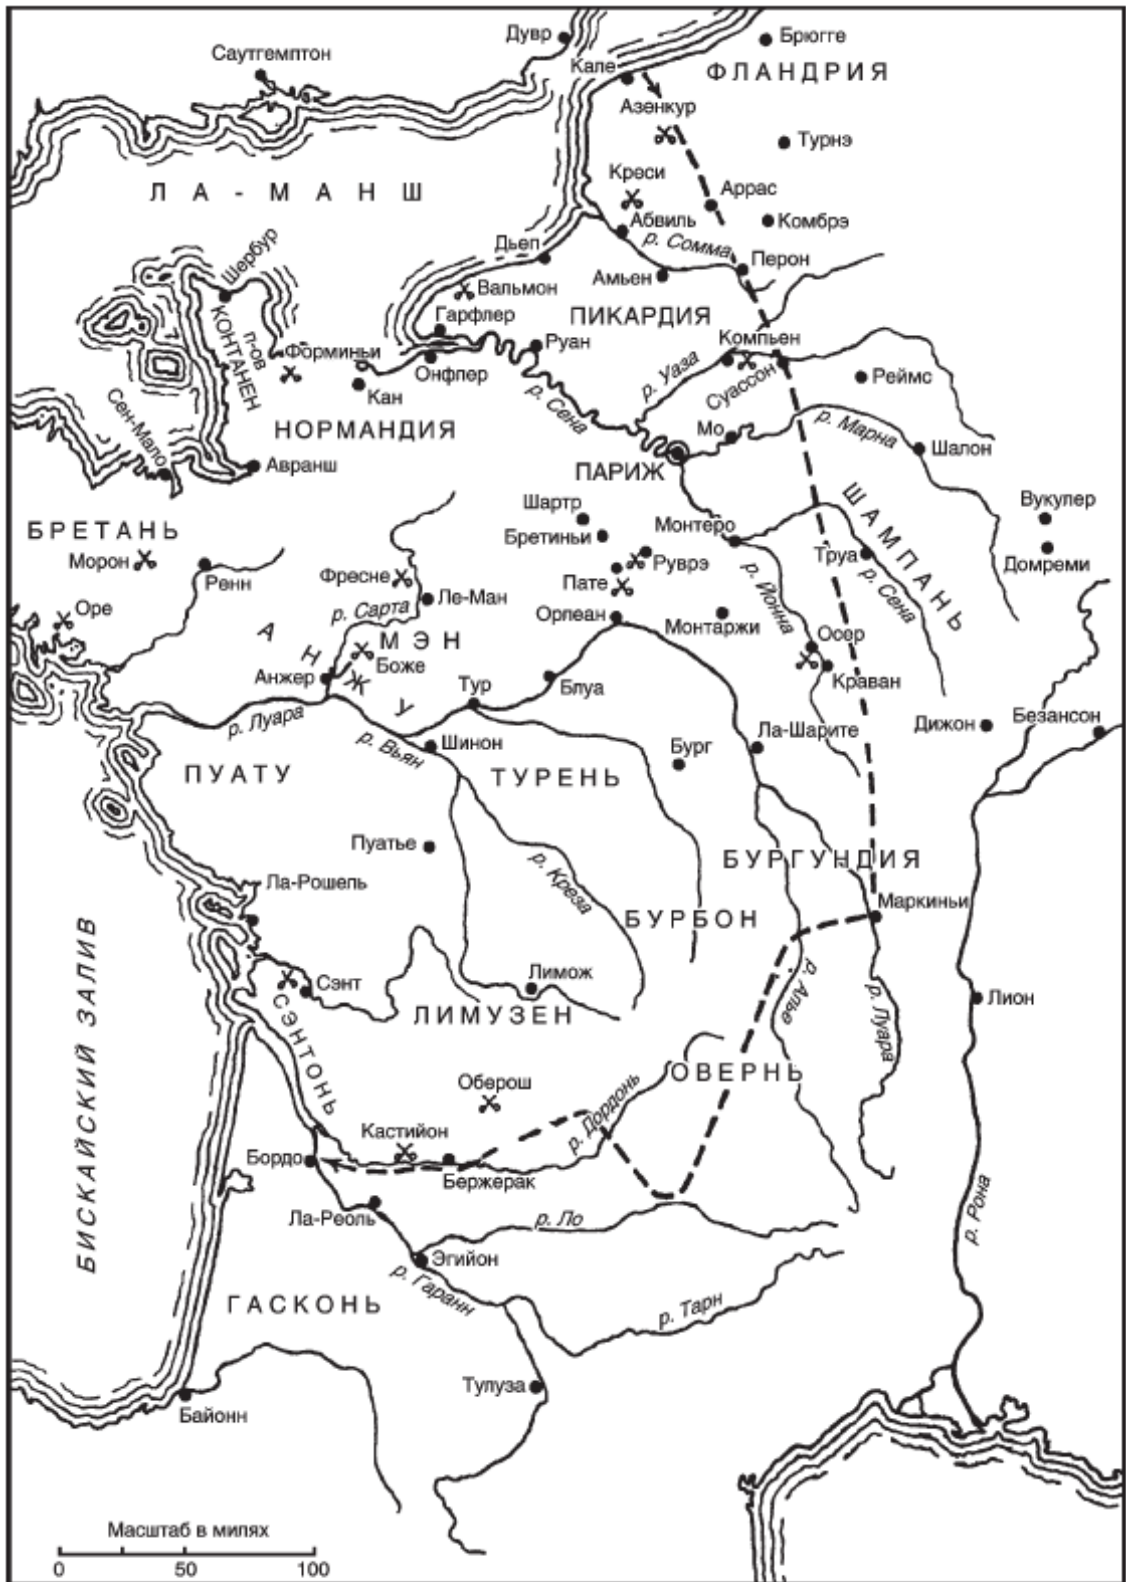 Дувр
Брюгге
Саутгемптон
Кале
ФЛАНДРИЯ
Азенкур
Турнэ
ЛА-МАНШ
Креси
Аррас
Абвиль
Комбрэ
р. Сомма
Дьеп
Перон
Шербур
Амьен
Вальмон
ПИКАРДИЯ
Гарфлер
п-ов
КОНТАНЕН
Форминьи
Руан
Компьен
Онфлер
р. Уаза
Суассон
Реймс
Кан
р. Сена
Сен-Мало
НОРМАНДИЯ
Мо
р. Марна
Шалон
Авранш
ПАРИЖ
ШАМПАНЬ
Шартр
Вукулер
БРЕТАНЬ
Бретиньи
Монтеро
Морон
Ренн
Руврэ
Труа
Домреми
Фресне
Пате
р. Йонна
р. Сена
Ле-Ман
р. Сарта
Оре
Орлеан
Монтаржи
АНЖУ
МЭН
Осер
Боже
Краван
Анжер
Тур
Блуа
р. Луара
Дижон
Безансон
Ла-Шарите
р. Вьян
Шинон
Бург
ПУАТУ
ТУРЕНЬ
Пуатье
БУРГУНДИЯ
р. Креза
Ла-Рошель
Маркиньи
БУРБОН
БИСКАЙСКИЙ ЗАЛИВ
Сэнт
Лимож
р. Алье
р. Луара
Лион
СЭНТОНЬ
ЛИМУЗЕН
ОВЕРНЬ
Оберош
р. Дордонь
Кастийон
Бордо
Бержерак
Ла-Реоль
р. Ло
р. Рона
Эгийон
р. Гаранн
ГАСКОНЬ
р. Тарн
Тулуза
Байонн
Масштаб в милях
0 50 100